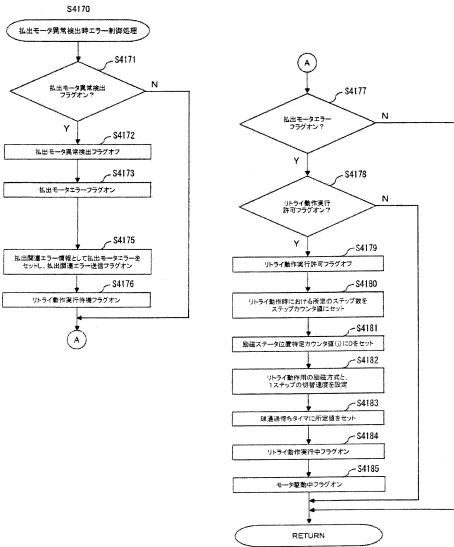 S4170
払出モータ異常検出時エラー制御処理
S4171
払出モータ異常検出
フラグオン?
N
Y
S4172
払出モータ異常検出フラグオフ
S4173
払出モータエラーフラグオン
S4175
払出関連エラー情報として払出モータエラーを
セットし、払出関連エラー送信フラグオン
S4176
リトライ動作実行待機フラグオン
A
A
S4177
払出モータエラー
フラグオン?
N
Y
S4178
リトライ動作実行
許可フラグオン?
N
Y
S4179
リトライ動作実行許可フラグオフ
S4180
リトライ動作時における所定のステップ数を
ステップカウンタ値にセット
S4181
励磁ステータ位置特定カウンタ値(j)に0をセット
S4182
リトライ動作用の励磁方式と、
1ステップの切替速度を設定
S4183
球通過待ちタイマに所定値をセット
S4184
リトライ動作実行中フラグオン
S4185
モータ駆動中フラグオン
RETURN